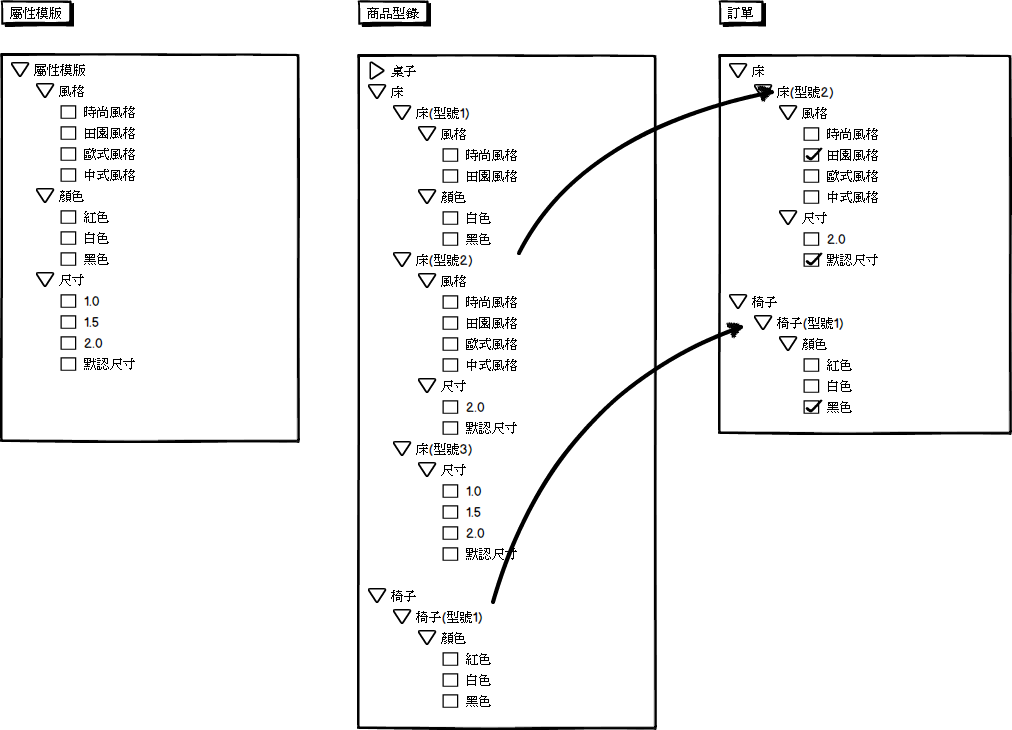 屬性模版
屬性模版
風格
時尚風格
田園風格
歐式風格
中式風格
顏色
紅色
白色
黑色
尺寸
1.0
1.5
2.0
默認尺寸
商品型錄
桌子
床
床(型號1)
風格
時尚風格
田園風格
顏色
白色
黑色
床(型號2)
風格
時尚風格
田園風格
歐式風格
中式風格
尺寸
2.0
默認尺寸
床(型號3)
尺寸
1.0
1.5
2.0
默認尺寸
椅子
椅子(型號1)
顏色
紅色
白色
黑色
訂單
床
床(型號2)
風格
時尚風格
田園風格
歐式風格
中式風格
尺寸
2.0
默認尺寸
椅子
椅子(型號1)
顏色
紅色
白色
黑色